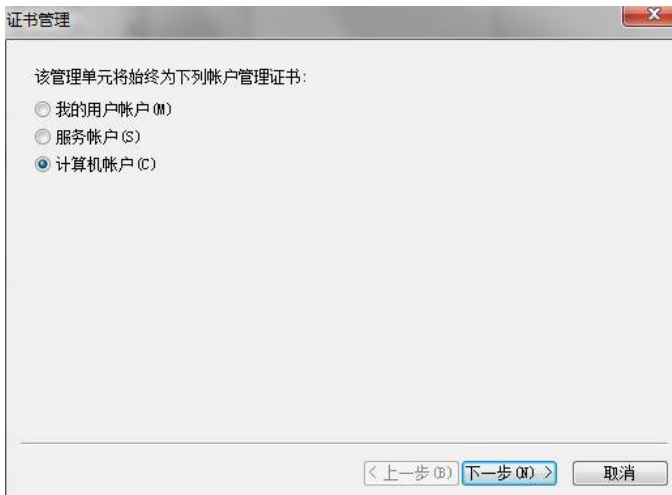 证书管理
该管理单元将始终为下列帐户管理证书:
我的用户帐户(M)
服务帐户(S)
计算机帐户(C)
< 上一步(B) 下一步(N) > 取消